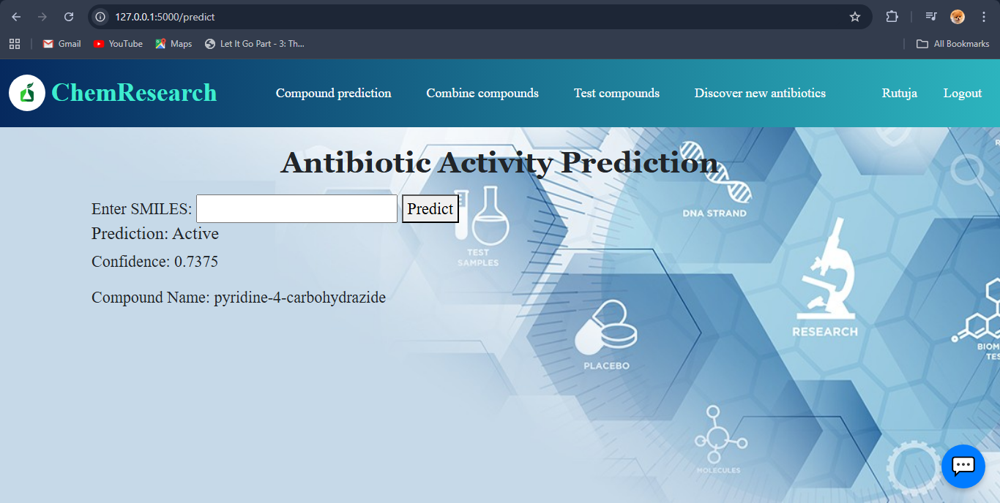 127.0.0.1:5000/predict
Gmail YouTube Maps Let It Go Part - 3: Th... All Bookmarks
ChemResearch Compound prediction Combine compounds Test compounds Discover new antibiotics Rutuja Logout
Antibiotic Activity Prediction
Enter SMILES: Predict
Prediction: Active
Confidence: 0.7375
Compound Name: pyridine-4-carbohydrazide
DNA STRAND
TEST
SAMPLES
RESEARCH
PLACEBO
BIOM
TES
MOLECULES